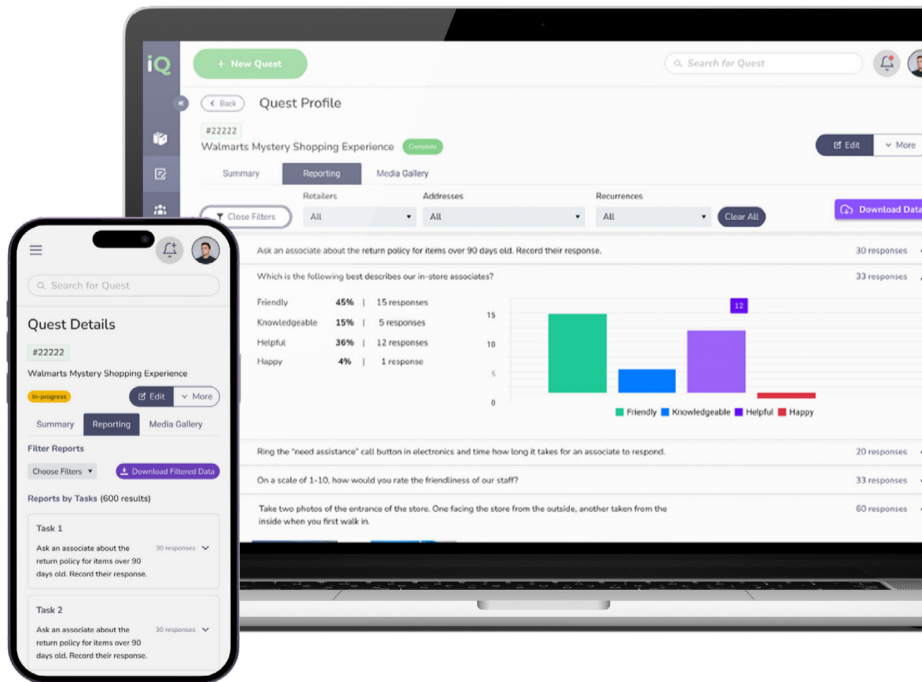 iQ
+ New Quest
Search for Quest
« 
< Back
Quest Profile
#22222
Walmarts Mystery Shopping Experience
Complete
Edit
More
Summary
Reporting
Media Gallery
Retailers
Addresses
Recurrences
Close Filters
All
All
All
Clear All
Download Data
Ask an associate about the return policy for items over 90 days old. Record their response.
30 responses
Which is the following best describes our in-store associates?
33 responses
Friendly 45% | 15 responses
Knowledgeable 15% | 5 responses
Helpful 36% | 12 responses
Happy 4% | 1 response
12
15
10
5
0
Friendly Knowledgeable Helpful Happy
Ring the "need assistance" call button in electronics and time how long it takes for an associate to respond.
20 responses
On a scale of 1-10, how would you rate the friendliness of our staff?
33 responses
Take two photos of the entrance of the store. One facing the store from the outside, another taken from the
inside when you first walk in.
60 responses
Search for Quest
Quest Details
#22222
Walmarts Mystery Shopping Experience
In-progress
Edit
More
Summary
Reporting
Media Gallery
Filter Reports
Choose Filters
Download Filtered Data
Reports by Tasks (600 results)
Task 1
Ask an associate about the
return policy for items over 90
days old. Record their response.
30 responses
Task 2
Ask an associate about the
return policy for items over 90
days old. Record their response.
30 responses